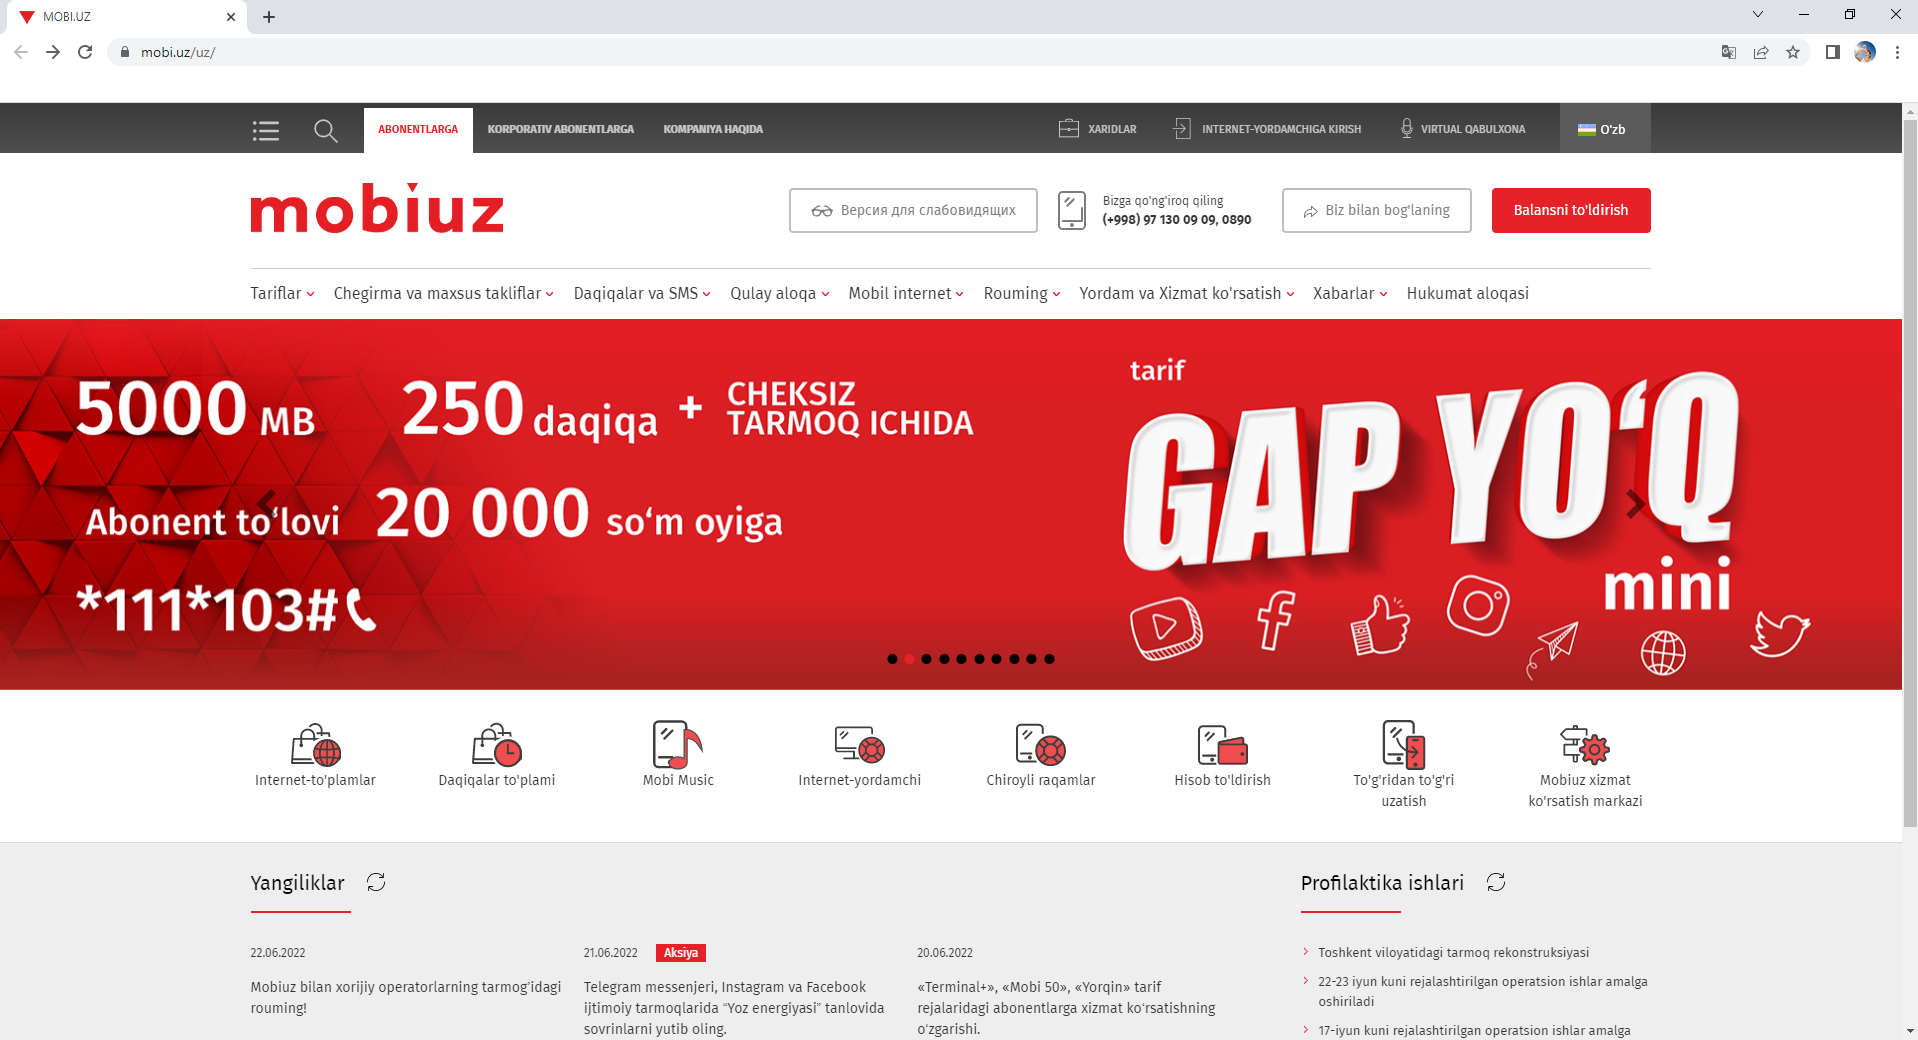 MOBI.UZ
mobi.uz/uz/
ABONENTLARGA
KORPORATIV ABONENTLARGA
KOMPANIYA HAQIDA
XARIDLAR
INTERNET-YORDAMCHIGA KIRISH
VIRTUAL QABULXONA
O'zb
mobiuz
Версия для слабовидящих
Bizga qo'ng'iroq qiling
(+998) 97 130 09 09, 0890
Biz bilan bog'laning
Balansni to'ldirish
Tariflar
Chegirma va maxsus takliflar
Daqiqalar va SMS
Qulay aloqa
Mobil internet
Rouming
Yordam va Xizmat ko'rsatish
Xabarlar
Hukumat aloqasi
5000 MB
250 daqiqa + CHEKSIZ
TARMOQ ICHIDA
Abonent to‘lovi 20 000 so‘m oyiga
*111*103#
tarif
GAP YO‘Q
mini
Internet-to'plamlar
Daqiqalar to'plami
Mobi Music
Internet-yordamchi
Chiroyli raqamlar
Hisob to'ldirish
To'g'ridan to'g'ri
uzatish
Mobiuz xizmat
ko'rsatish markazi
Yangiliklar
22.06.2022
Mobiuz bilan xorijiy operatorlarning tarmog‘idagi
rouming!
21.06.2022 Aksiya
Telegram messenjeri, Instagram va Facebook
ijtimoiy tarmoqlarida “Yoz energiyasi” tanlovida
sovrinlarni yutib oling.
20.06.2022
«Terminal+», «Mobi 50», «Yorqin» tarif
rejalaridagi abonentlarga xizmat ko‘rsatishning
o‘zgarishi.
Profilaktika ishlari
Toshkent viloyatidagi tarmoq rekonstruksiyasi
22-23 iyun kuni rejalashtirilgan operatsion ishlar amalga
oshiriladi
17-iyun kuni rejalashtirilgan operatsion ishlar amalga